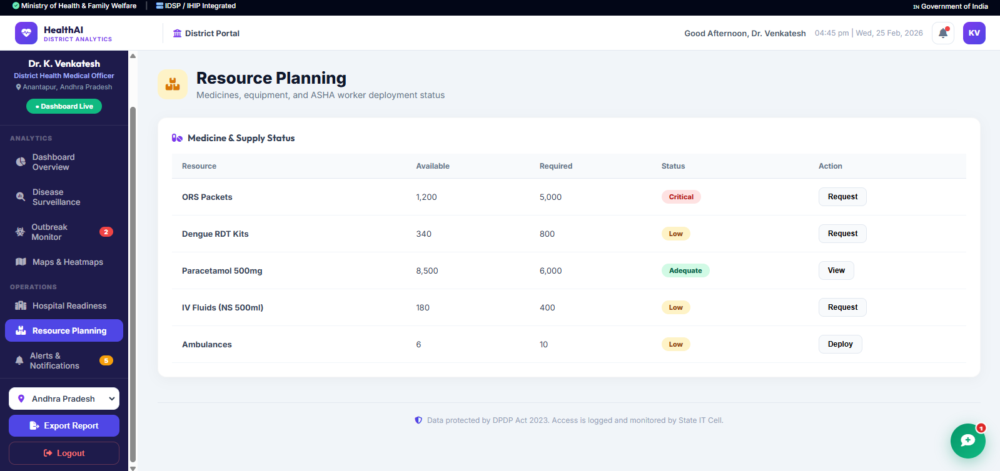 Ministry of Health & Family Welfare | IDSP / IHIP Integrated
IN Government of India
HealthAI
DISTRICT ANALYTICS
District Portal
Good Afternoon, Dr. Venkatesh
04:45 pm | Wed, 25 Feb, 2026
KV
Dr. K. Venkatesh
District Health Medical Officer
Anantapur, Andhra Pradesh
• Dashboard Live
ANALYTICS
Dashboard
Overview
Disease
Surveillance
Outbreak
Monitor
2
Maps & Heatmaps
OPERATIONS
Hospital Readiness
Resource Planning
Alerts &
Notifications
5
Andhra Pradesh
Export Report
Logout
Resource Planning
Medicines, equipment, and ASHA worker deployment status
Medicine & Supply Status
Resource Available Required Status Action
ORS Packets 1,200 5,000 Critical Request
Dengue RDT Kits 340 800 Low Request
Paracetamol 500mg 8,500 6,000 Adequate View
IV Fluids (NS 500ml) 180 400 Low Request
Ambulances 6 10 Low Deploy
Data protected by DPDP Act 2023. Access is logged and monitored by State IT Cell.
1